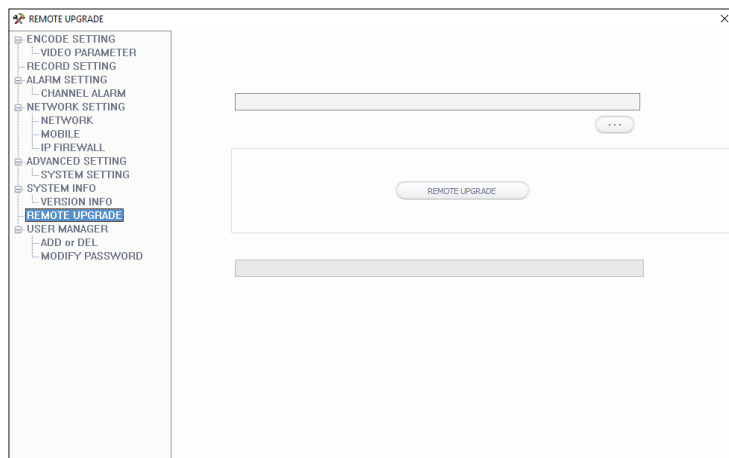 REMOTE UPGRADE
ENCODE SETTING
VIDEO PARAMETER
RECORD SETTING
ALARM SETTING
CHANNEL ALARM
NETWORK SETTING
NETWORK
MOBILE
IP FIREWALL
ADVANCED SETTING
SYSTEM SETTING
SYSTEM INFO
VERSION INFO
REMOTE UPGRADE
USER MANAGER
ADD or DEL
MODIFY PASSWORD
...
REMOTE UPGRADE